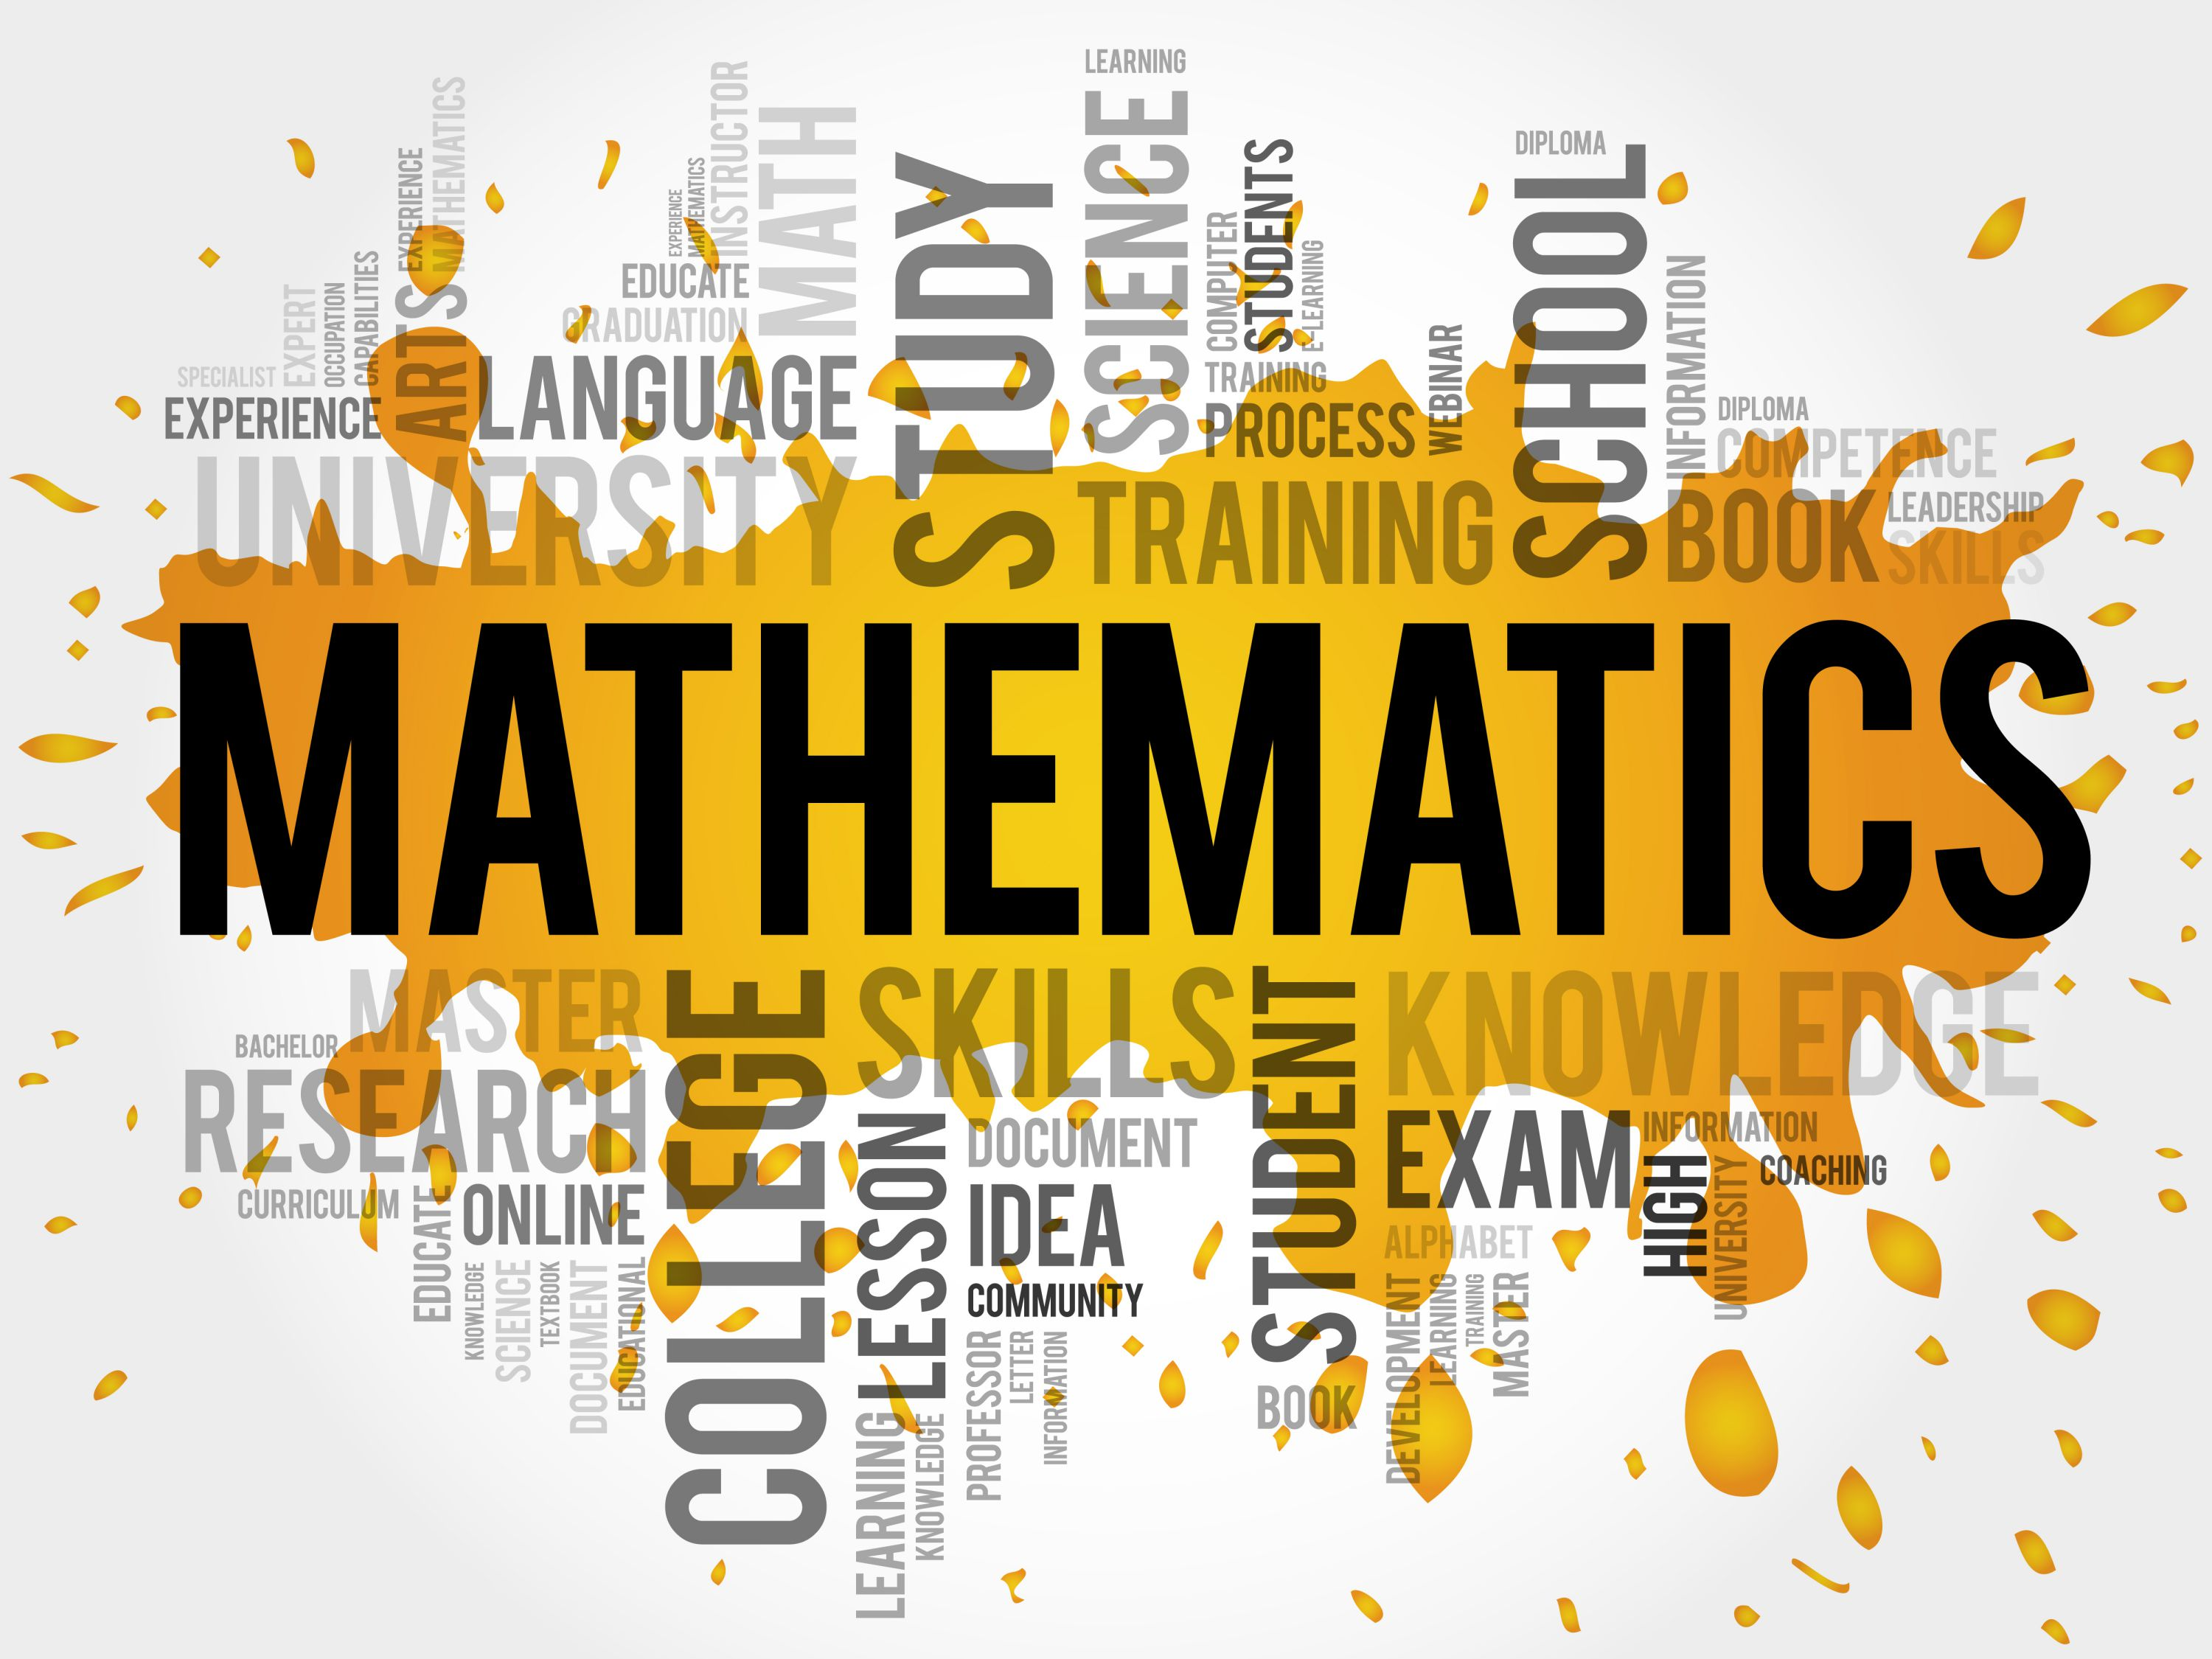 LEARNING
MATHEMATICS
EXPERIENCE
INSTRUCTOR
EXPERIENCE
MATHEMATICS
MATH
STUDY
SCIENCE
DIPLOMA
STUDENTS
COMPUTER
E-LEARNING
SCHOOL
EXPERT
OCCUPATION
CAPABILITIES
ARTS
EDUCATE
GRADUATION
INFORMATION
SPECIALIST
EXPERIENCE
LANGUAGE
TRAINING
PROCESS
WEBINAR
DIPLOMA
COMPETENCE
UNIVERSITY
TRAINING
BOOK
LEADERSHIP
SKILLS
MATHEMATICS
MASTER
COLLEGE
SKILLS
STUDENT
KNOWLEDGE
BACHELOR
RESEARCH
CURRICULUM
EDUCATE
ONLINE
KNOWLEDGE
SCIENCE
TEXTBOOK
DOCUMENT
EDUCATIONAL
LESSON
DOCUMENT
IDEA
COMMUNITY
PROFESSOR
LETTER
INFORMATION
LEARNING
KNOWLEDGE
BOOK
EXAM
INFORMATION
HIGH
UNIVERSITY
COACHING
ALPHABET
DEVELOPMENT
LEARNING
TRAINING
MASTER